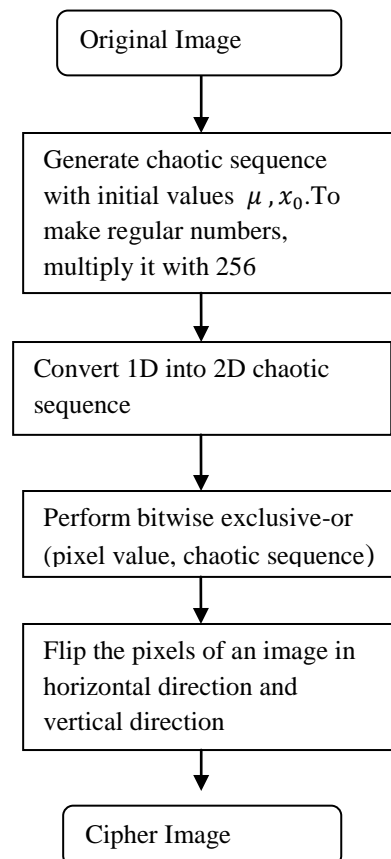 Original Image
Generate chaotic sequence
with initial values μ , x₀.To
make regular numbers,
multiply it with 256
Convert 1D into 2D chaotic
sequence
Perform bitwise exclusive-or
(pixel value, chaotic sequence)
Flip the pixels of an image in
horizontal direction and
vertical direction
Cipher Image